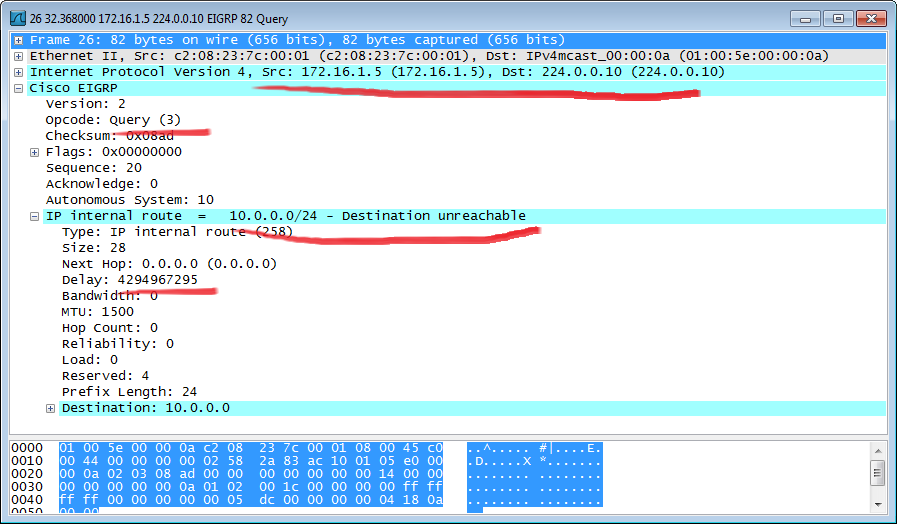 26 32.368000 172.16.1.5 224.0.0.10 EIGRP 82 Query
Frame 26: 82 bytes on wire (656 bits), 82 bytes captured (656 bits)
Ethernet II, Src: c2:08:23:7c:00:01 (c2:08:23:7c:00:01), Dst: IPv4mcast_00:00:0a (01:00:5e:00:00:0a)
Internet Protocol Version 4, Src: 172.16.1.5 (172.16.1.5), Dst: 224.0.0.10 (224.0.0.10)
Cisco EIGRP
Version: 2
Opcode: Query (3)
Checksum: 0x08ad
Flags: 0x00000000
Sequence: 20
Acknowledge: 0
Autonomous System: 10
IP internal route = 10.0.0.0/24 - Destination unreachable
Type: IP internal route (258)
Size: 28
Next Hop: 0.0.0.0 (0.0.0.0)
Delay: 4294967295
Bandwidth: 0
MTU: 1500
Hop Count: 0
Reliability: 0
Load: 0
Reserved: 4
Prefix Length: 24
Destination: 10.0.0.0
0000 01 00 5e 00 00 0a c2 08 23 7c 00 01 08 00 45 c0 ..^..... #|....E.
0010 00 44 00 00 00 00 02 58 2a 83 ac 10 01 05 e0 00 .D.....X *.......
0020 00 0a 02 03 08 ad 00 00 00 00 00 00 00 14 00 00 ........ ........
0030 00 00 00 00 00 0a 01 02 00 1c 00 00 00 00 ff ff ........ ........
0040 ff ff 00 00 00 00 00 05 dc 00 00 00 00 04 18 0a ........ ........
0050 00 00 ..